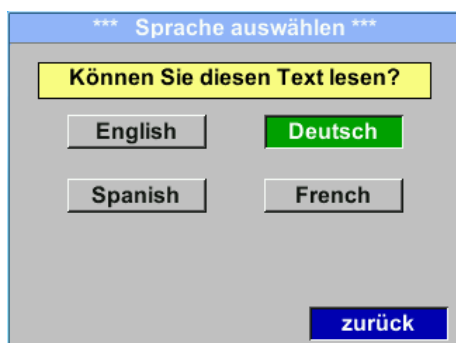 *** Sprache auswählen ***
Können Sie diesen Text lesen?
English Deutsch
Spanish French
zurück